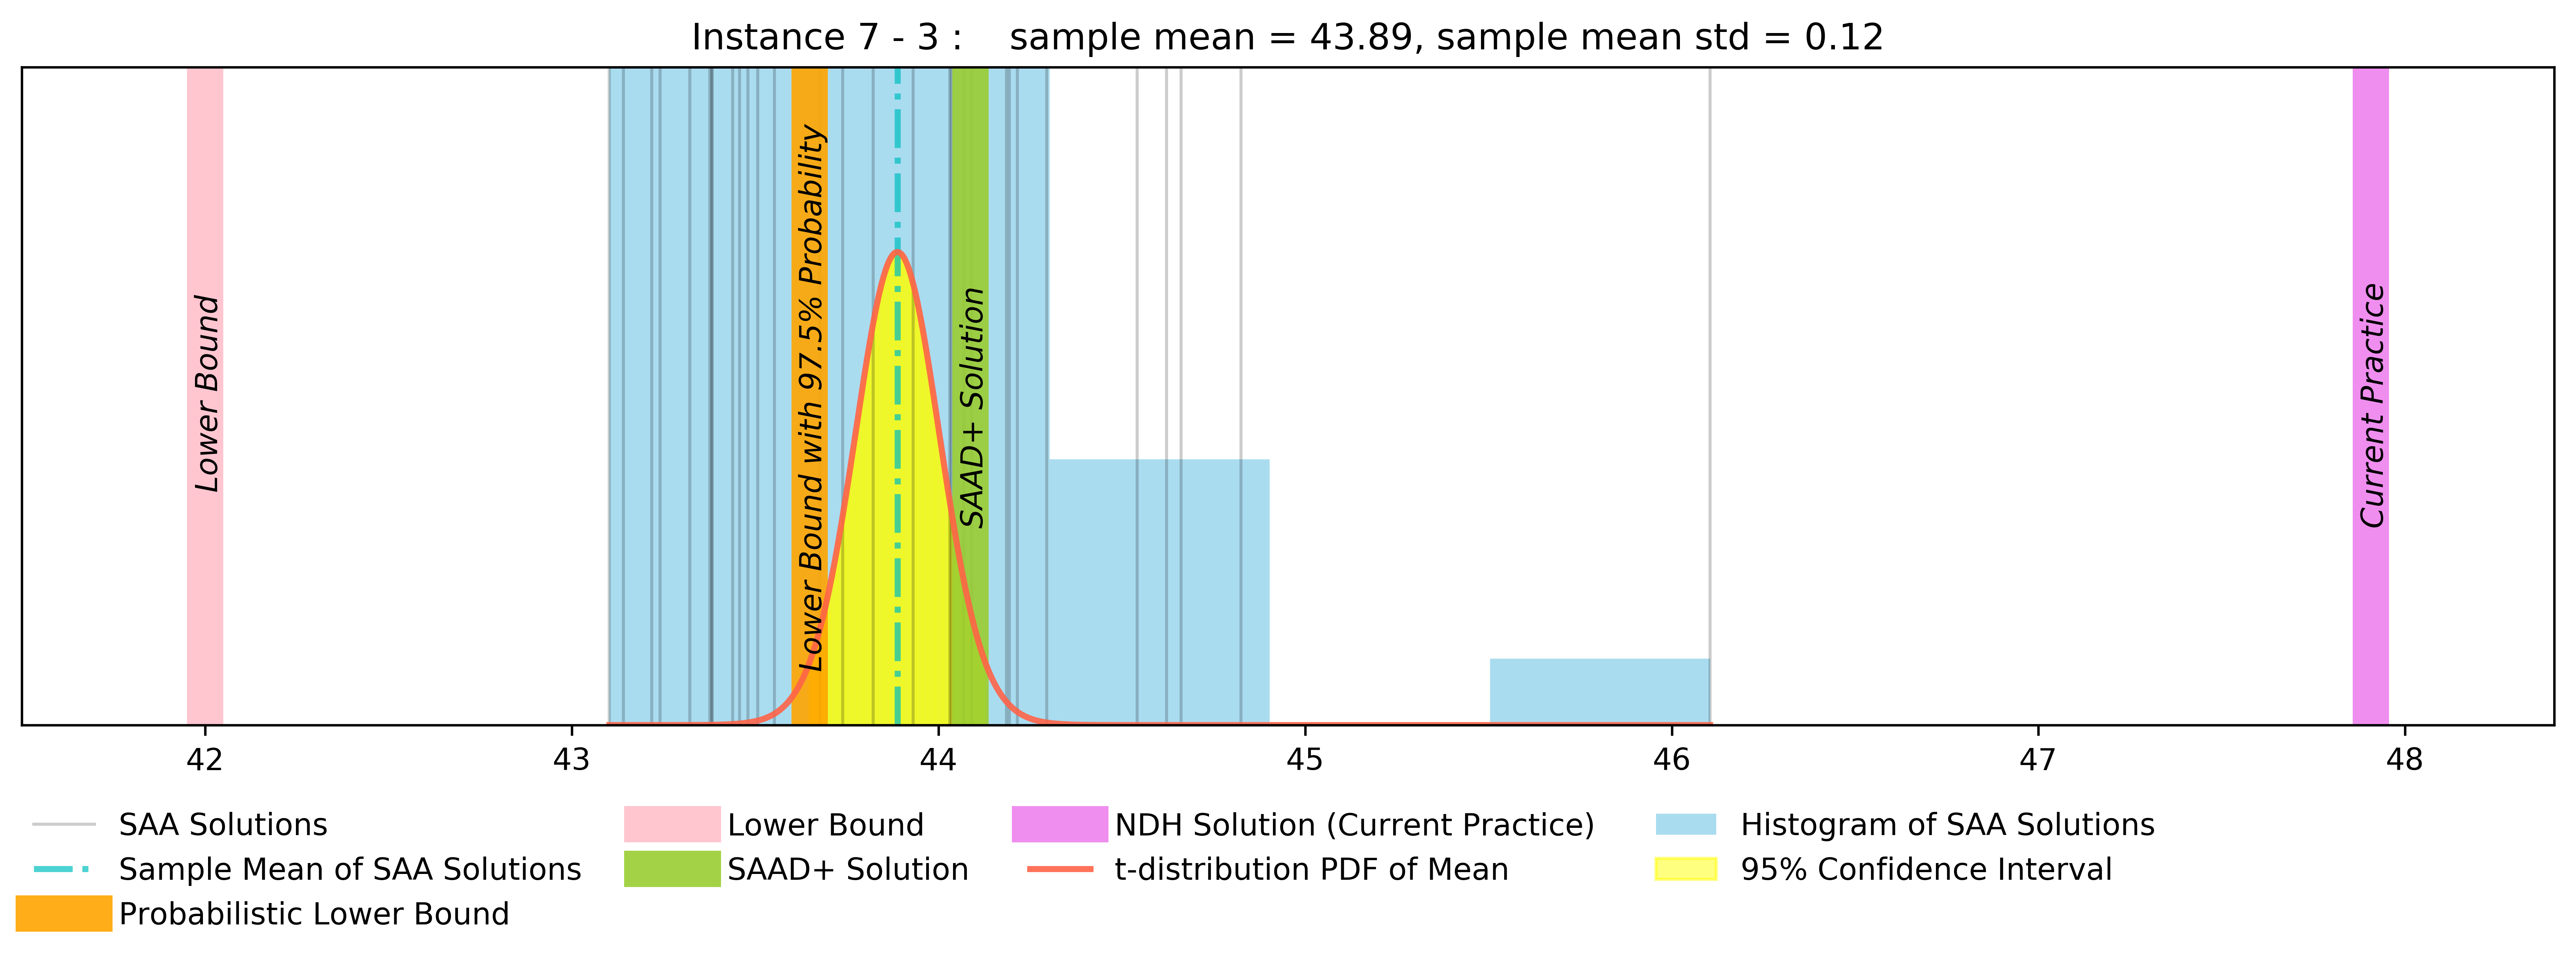 Instance 7 - 3 :    sample mean = 43.89, sample mean std = 0.12
Lower Bound
Lower Bound with 97.5% Probability
SAAD+ Solution
Current Practice
42 43 44 45 46 47 48
SAA Solutions
Sample Mean of SAA Solutions
Probabilistic Lower Bound
Lower Bound
SAAD+ Solution
NDH Solution (Current Practice)
t-distribution PDF of Mean
Histogram of SAA Solutions
95% Confidence Interval